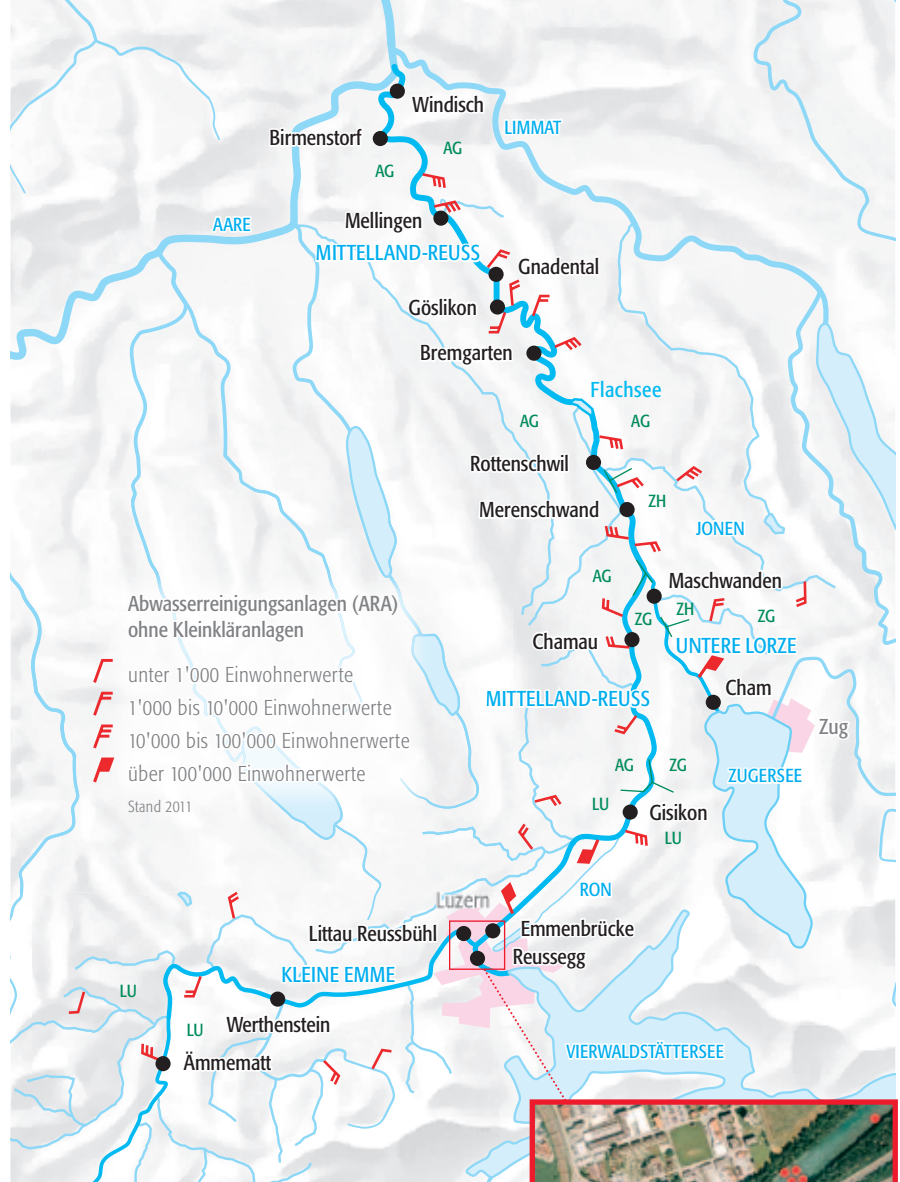 Windisch
Birmenstorf
LIMMAT
AG
AG
Mellingen
AARE
MITTELLAND-REUSS
Gnadental
Göslikon
Bremgarten
Flachsee
AG
AG
Rottenschwil
ZH
Merenschwand
JONEN
AG
Maschwanden
Abwasserreinigungsanlagen (ARA)
ohne Kleinkläranlagen
ZG
ZH
ZG
Chamau
UNTERE LORZE
unter 1'000 Einwohnerwerte
1'000 bis 10'000 Einwohnerwerte
10'000 bis 100'000 Einwohnerwerte
über 100'000 Einwohnerwerte
Stand 2011
MITTELLAND-REUSS
Cham
Zug
AG
ZG
ZUGERSEE
LU
Gisikon
LU
RON
Luzern
Littau Reussbühl
Emmenbrücke
Reussegg
KLEINE EMME
LU
Werthenstein
LU
Ämmematt
VIERWALDSTÄTTERSEE